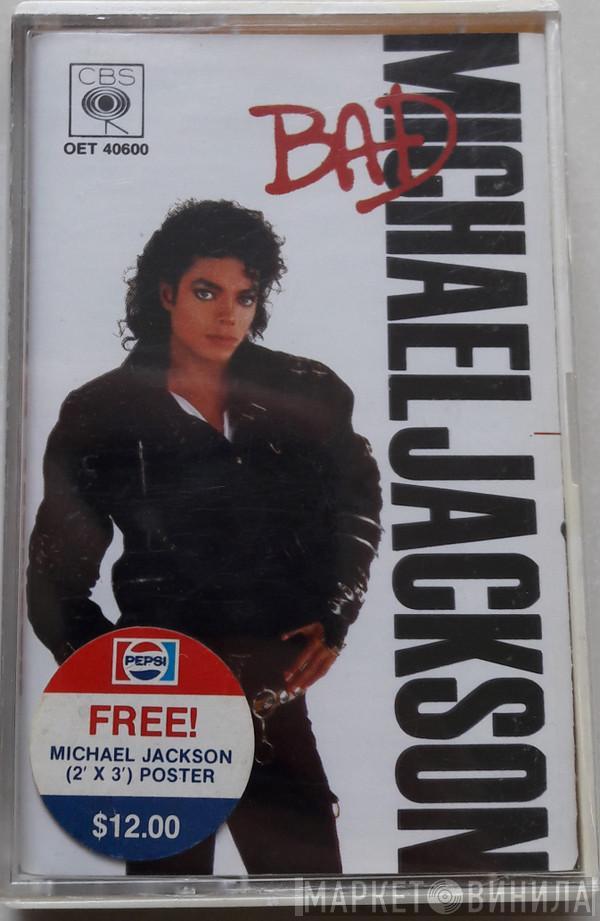 CBS
OET 40600
BAD
MICHAEL JACKSON
PEPSI
FREE!
MICHAEL JACKSON
(2' X 3') POSTER
$12.00
МАРКЕТ ВИНИЛА